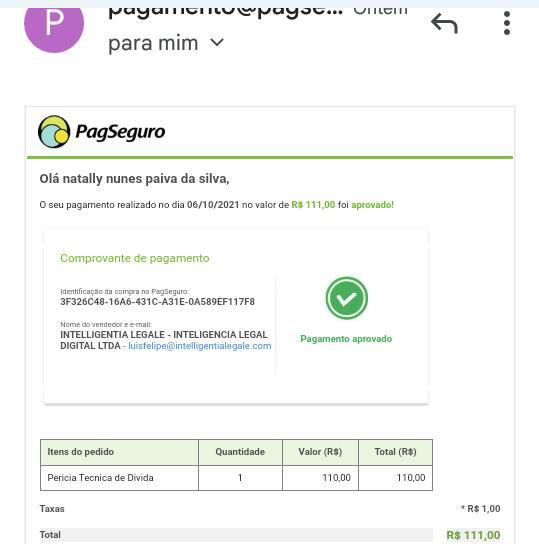 P
pagamento@pagse... Ontem
para mim
PagSeguro
Olá natally nunes paiva da silva,
O seu pagamento realizado no dia 06/10/2021 no valor de R$ 111,00 foi aprovado!
Comprovante de pagamento
Identificação da compra no PagSeguro:
3F326C48-16A6-431C-A31E-0A589EF117F8
Nome do vendedor e e-mail:
INTELLIGENTIA LEGALE - INTELIGENCIA LEGAL
DIGITAL LTDA - luisfelipe@intelligentialegale.com
Pagamento aprovado
Itens do pedido Quantidade Valor (R$) Total (R$)
Pericia Tecnica de Divida 1 110,00 110,00
Taxas * R$ 1,00
Total R$ 111,00